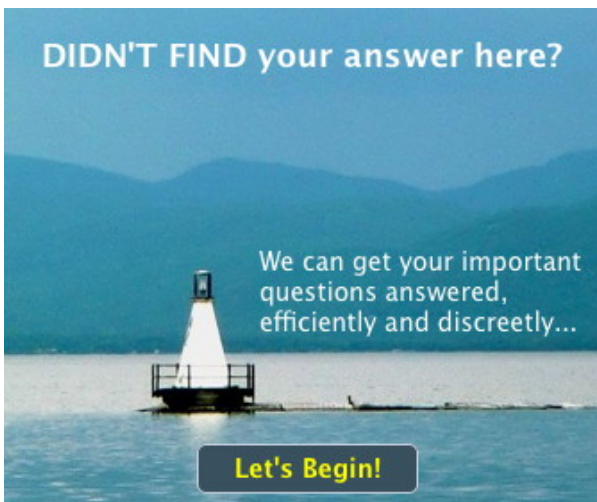 DIDN'T FIND your answer here?
We can get your important
questions answered,
efficiently and discreetly...
Let's Begin!